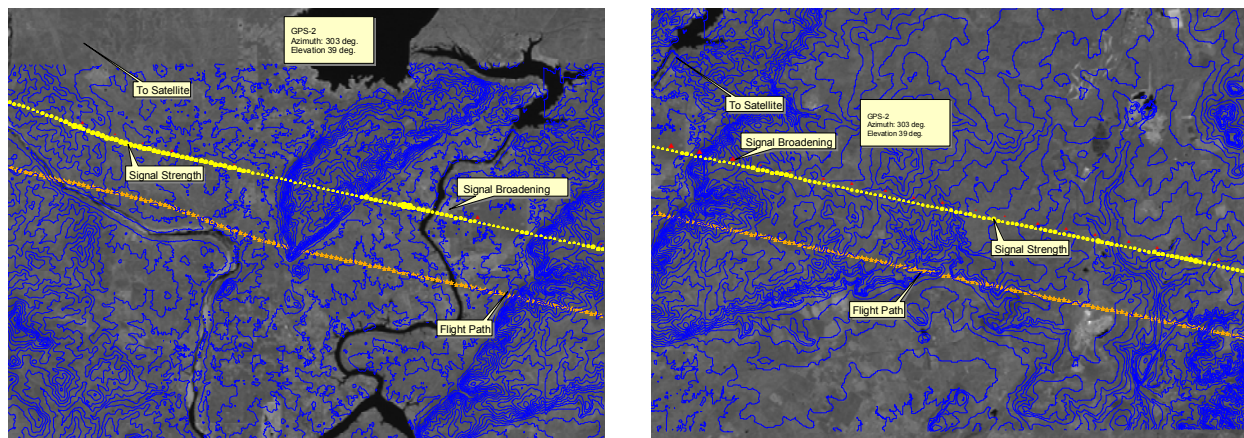 GPS-2
Azimuth: 303 deg.
Elevation 39 deg.
To Satellite
Signal Strength
Signal Broadening
Flight Path
To Satellite
GPS-2
Azimuth: 303 deg.
Elevation 39 deg.
Signal Broadening
Signal Strength
Flight Path